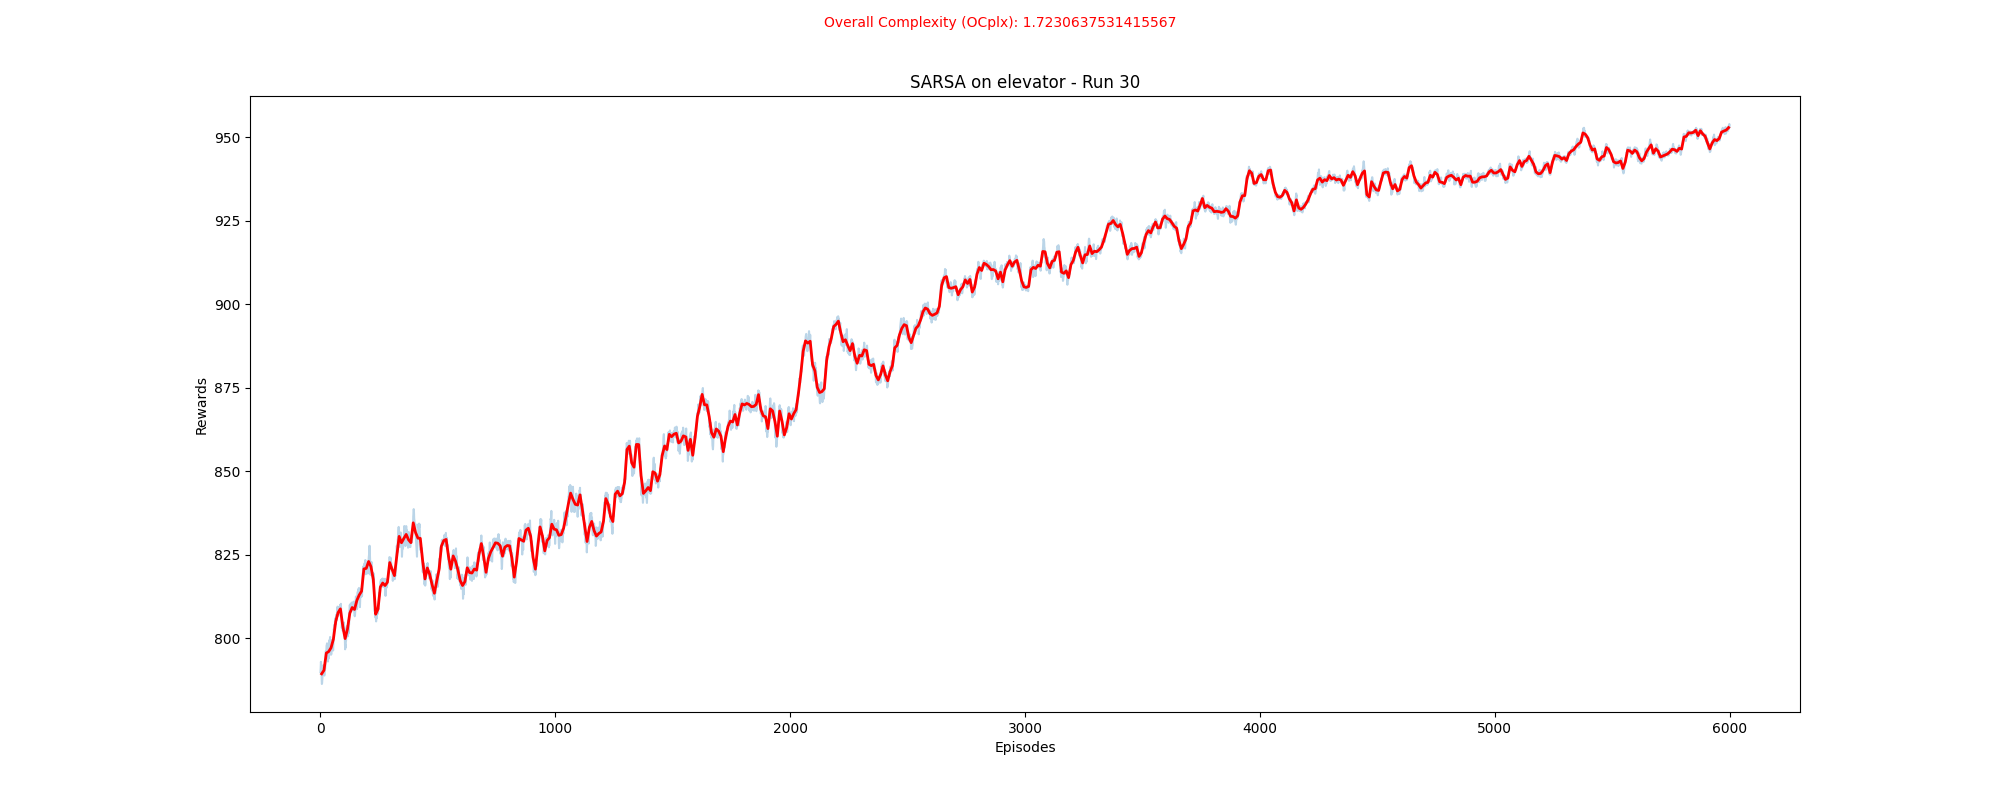 Overall Complexity (OCplx): 1.7230637531415567
SARSA on elevator - Run 30
950
925
900
875
850
825
800
Rewards
0 1000 2000 3000 4000 5000 6000
Episodes